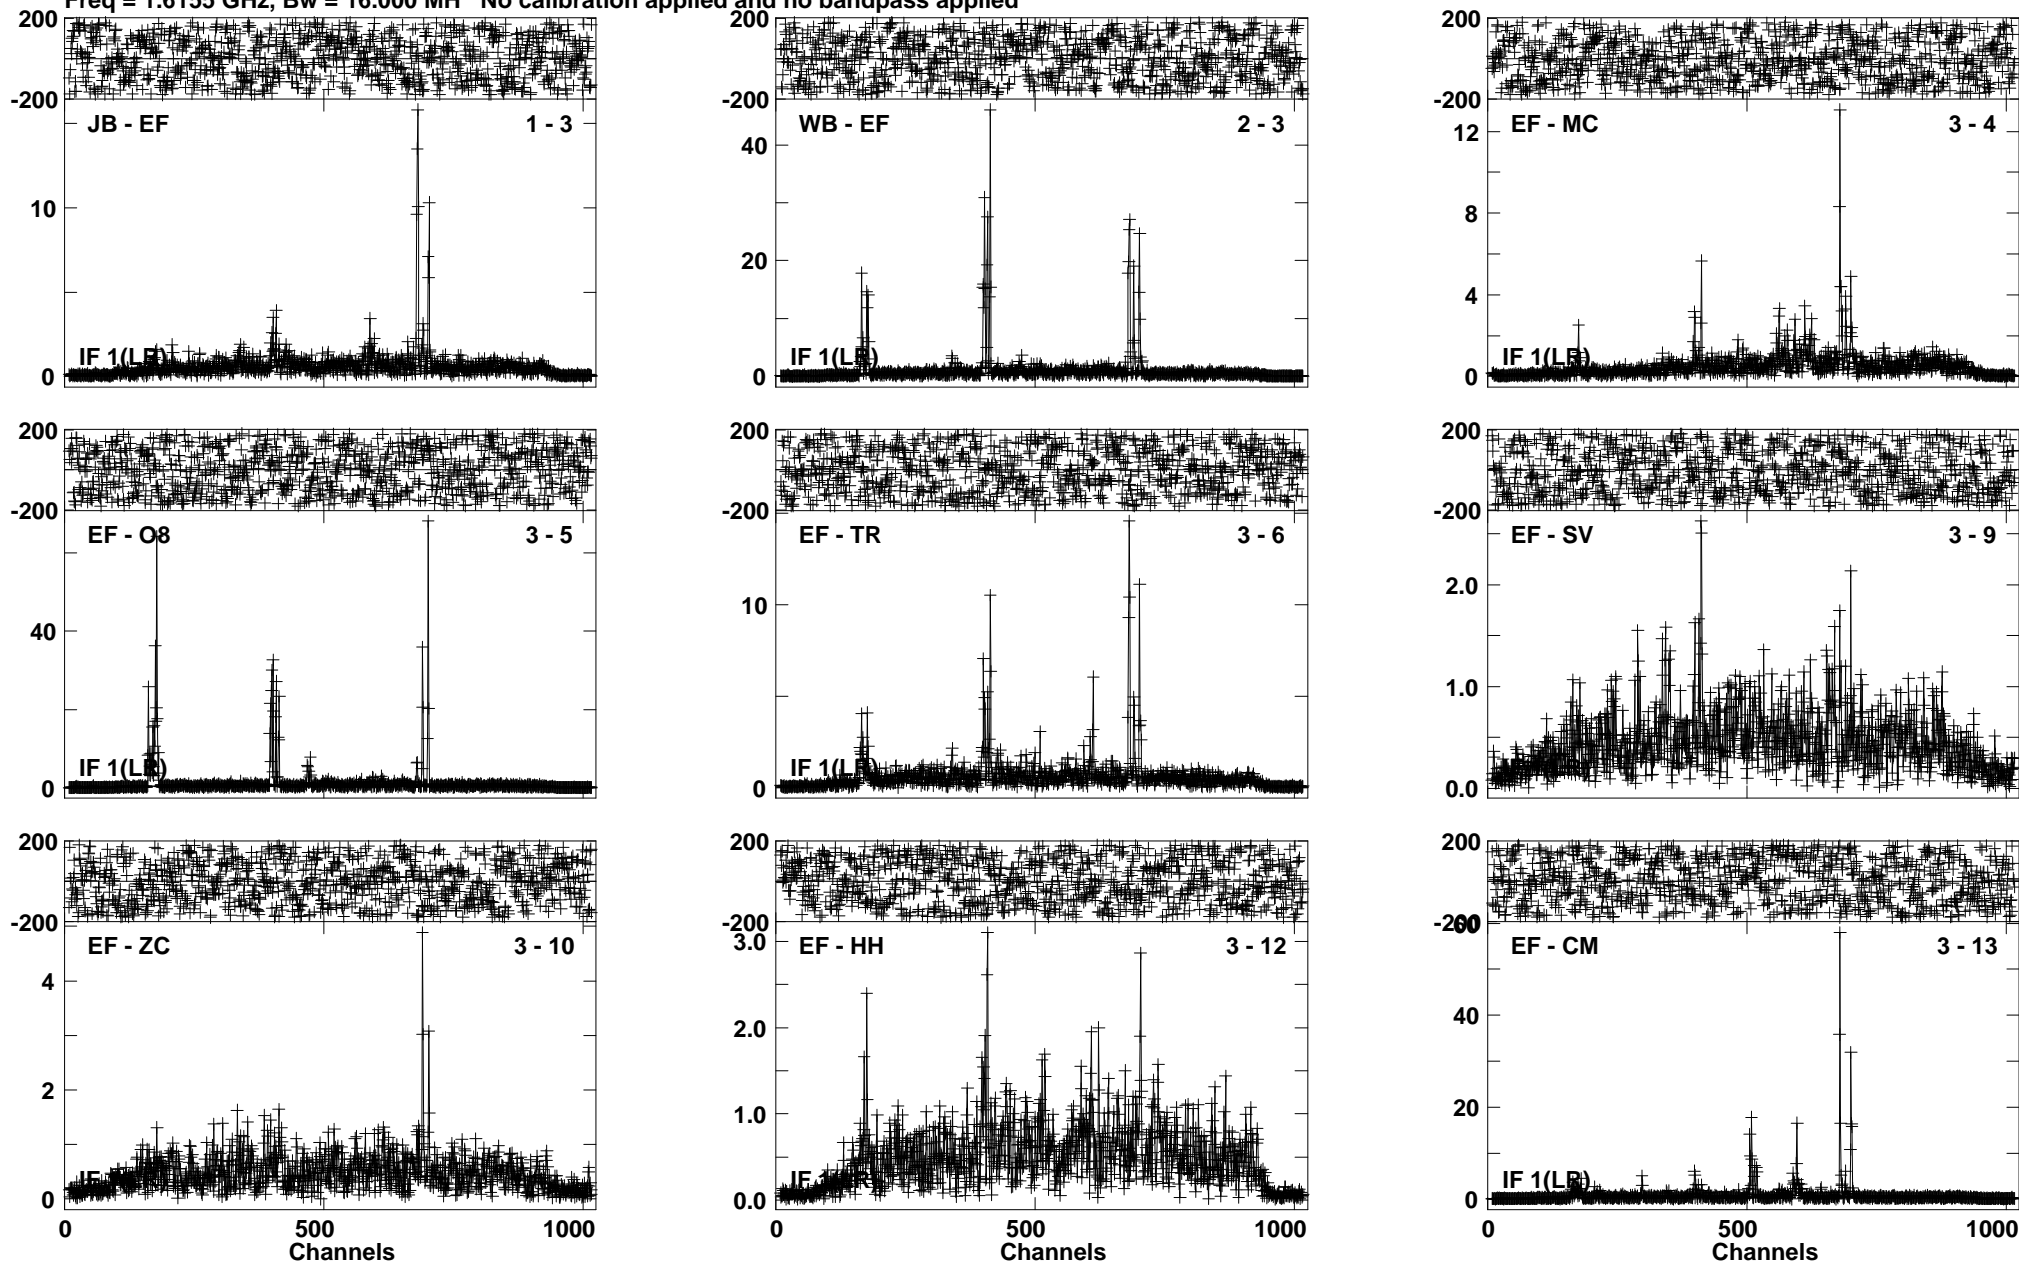 Freq = 1.6155 GHz, Bw = 16.000 MH No calibration applied and no bandpass applied
200
-200
JB - EF 1 - 3
10
IF 1(LR)
0
200
-200
WB - EF 2 - 3
40
20
IF 1(LR)
0
200
-200
EF - MC 3 - 4
12
8
4
IF 1(LR)
0
200
-200
EF - O8 3 - 5
40
IF 1(LR)
0
200
-200
EF - TR 3 - 6
10
IF 1(LR)
0
200
-200
EF - SV 3 - 9
2.0
1.0
0.0
200
-200
EF - ZC 3 - 10
4
2
IF
0
0 500 1000
Channels
200
-200
EF - HH 3 - 12
3.0
2.0
1.0
0.0
0 500 1000
200
-200
60
EF - CM 3 - 13
40
20
IF 1(LR)
0
0 500 1000
Channels